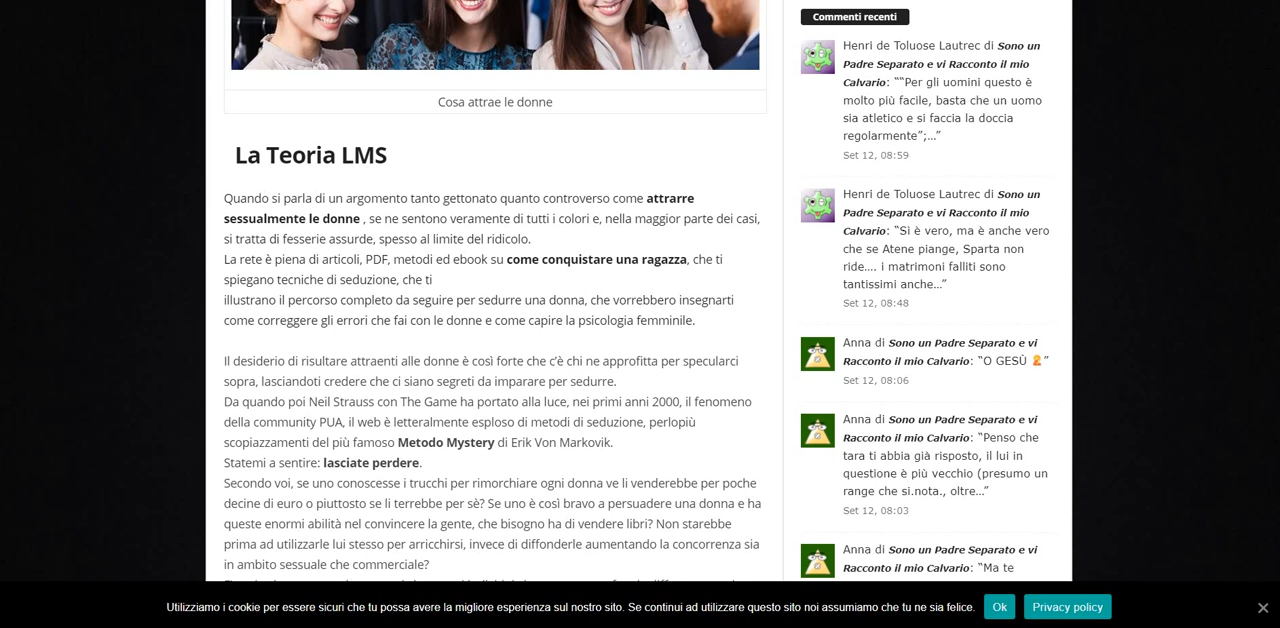 Cosa attrae le donne
La Teoria LMS
Quando si parla di un argomento tanto gettonato quanto controverso come attrarre
sessualmente le donne , se ne sentono veramente di tutti i colori e, nella maggior parte dei casi,
si tratta di fesserie assurde, spesso al limite del ridicolo.
La rete è piena di articoli, PDF, metodi ed ebook su come conquistare una ragazza, che ti
spiegano tecniche di seduzione, che ti
illustrano il percorso completo da seguire per sedurre una donna, che vorrebbero insegnarti
come correggere gli errori che fai con le donne e come capire la psicologia femminile.
Il desiderio di risultare attraenti alle donne è così forte che c'è chi ne approfitta per specularci
sopra, lasciandoti credere che ci siano segreti da imparare per sedurre.
Da quando poi Neil Strauss con The Game ha portato alla luce, nei primi anni 2000, il fenomeno
della community PUA, il web è letteralmente esploso di metodi di seduzione, perlopiù
scopiazzamenti del più famoso Metodo Mystery di Erik Von Markovik.
Statemi a sentire: lasciate perdere.
Secondo voi, se uno conoscesse i trucchi per rimorchiare ogni donna ve li venderebbe per poche
decine di euro o piuttosto se li terrebbe per sè? Se uno è così bravo a persuadere una donna e ha
queste enormi abilità nel convincere la gente, che bisogno ha di vendere libri? Non starebbe
prima ad utilizzarle lui stesso per arricchirsi, invece di diffonderle aumentando la concorrenza sia
in ambito sessuale che commerciale?
Commenti recenti
Henri de Toluose Lautrec di Sono un
Padre Separato e vi Racconto il mio
Calvario: "“Per gli uomini questo è
molto più facile, basta che un uomo
sia atletico e si faccia la doccia
regolarmente”;…"
Set 12, 08:59
Henri de Toluose Lautrec di Sono un
Padre Separato e vi Racconto il mio
Calvario: "Sì è vero, ma è anche vero
che se Atene piange, Sparta non
ride…. i matrimoni falliti sono
tantissimi anche…"
Set 12, 08:48
Anna di Sono un Padre Separato e vi
Racconto il mio Calvario: "O GESÙ 🤦"
Set 12, 08:06
Anna di Sono un Padre Separato e vi
Racconto il mio Calvario: "Penso che
tara ti abbia già risposto, il lui in
questione è più vecchio (presumo un
range che si.nota., oltre…"
Set 12, 08:03
Anna di Sono un Padre Separato e vi
Racconto il mio Calvario: "Ma te
Utilizziamo i cookie per essere sicuri che tu possa avere la migliore esperienza sul nostro sito. Se continui ad utilizzare questo sito noi assumiamo che tu ne sia felice.
Ok
Privacy policy